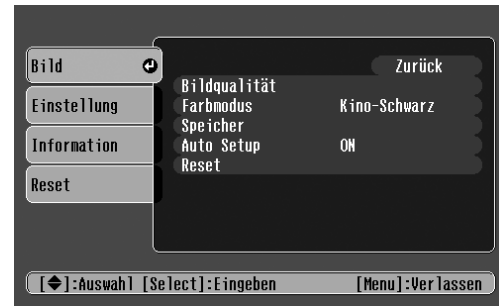 Bild
Einstellung
Information
Reset
Zurück
Bildqualität
Farbmodus Kino-Schwarz
Speicher
Auto Setup ON
Reset
[◆]:Auswahl [Select]:Eingeben [Menu]:Verlassen